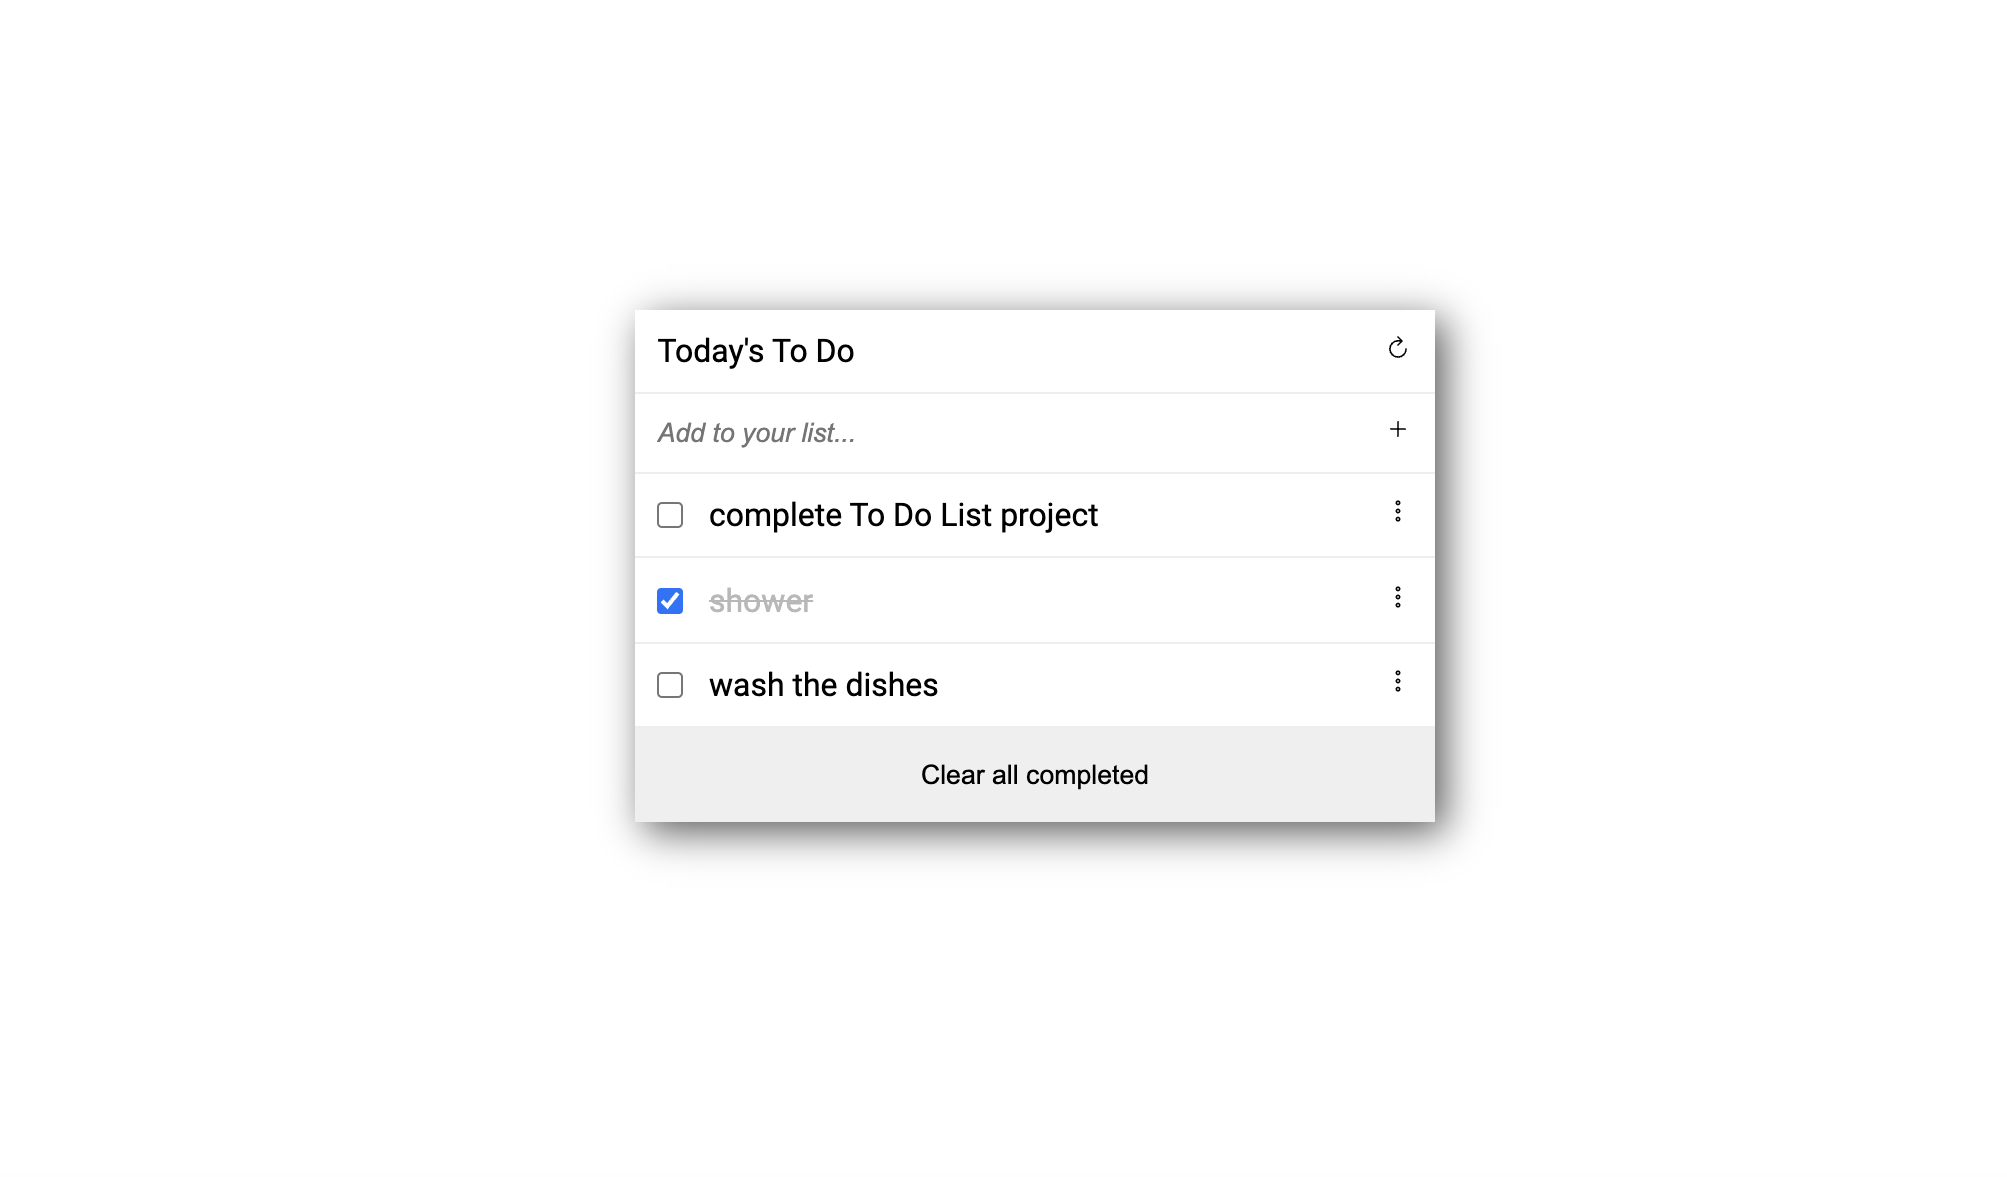 Today's To Do
Add to your list...
complete To Do List project
shower
wash the dishes
Clear all completed